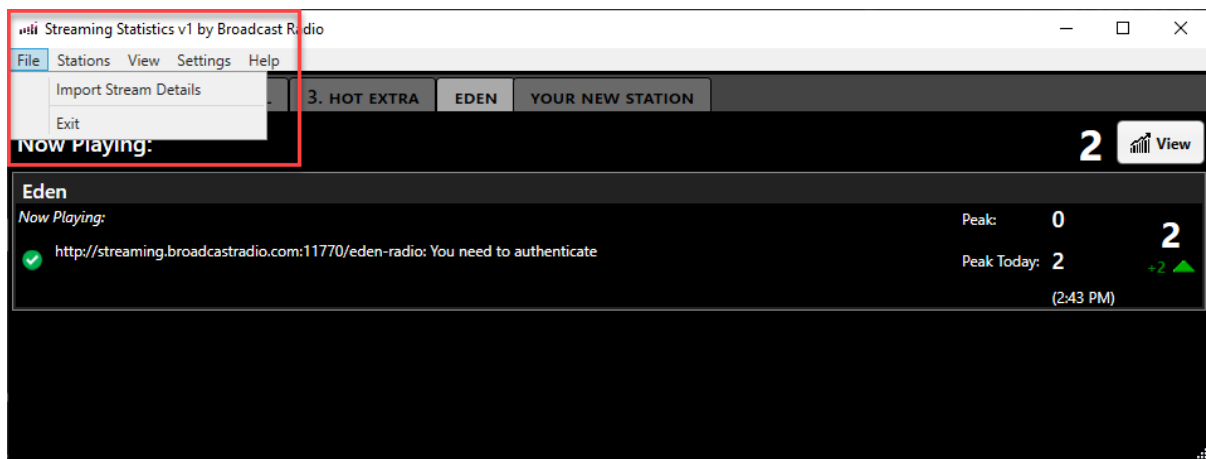 Streaming Statistics v1 by Broadcast Radio
File Stations View Settings Help
Import Stream Details
Exit
3. HOT EXTRA EDEN YOUR NEW STATION
Now Playing: 2 View
Eden
Now Playing:
http://streaming.broadcastradio.com:11770/eden-radio: You need to authenticate
Peak: 0
Peak Today: 2
(2:43 PM)
2
+2